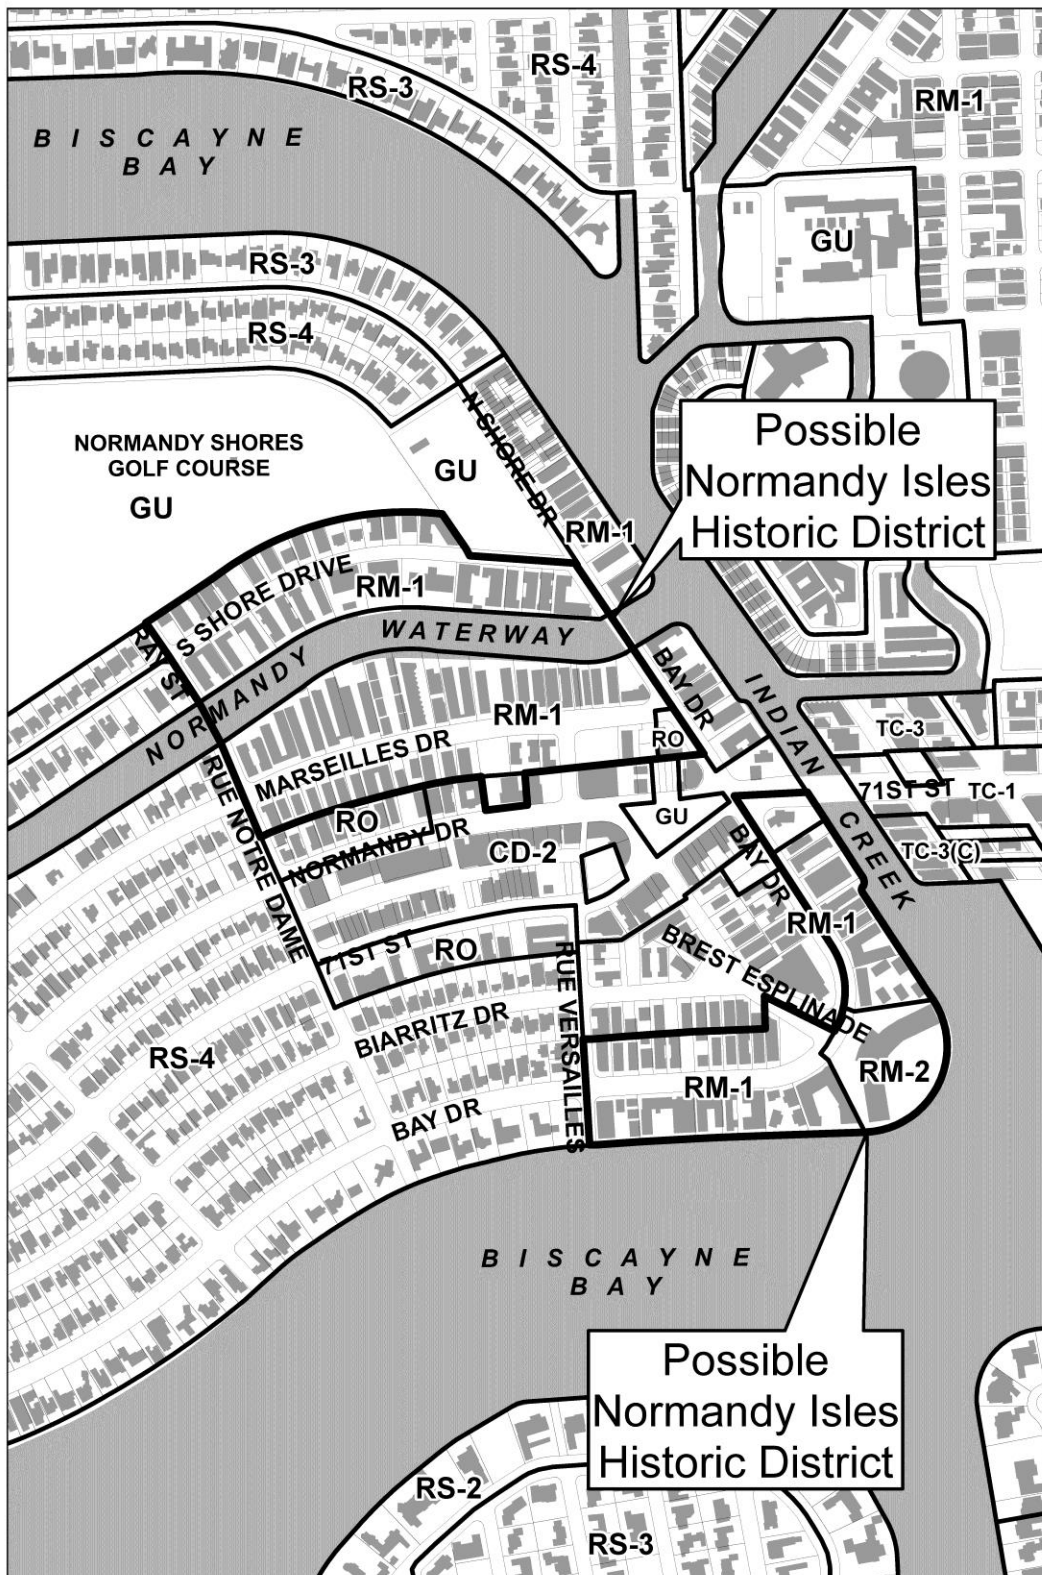 RS-4
RS-3
RM-1
B I S C A Y N E
B A Y
GU
RS-3
RS-4
N SHORE DR
Possible
Normandy Isles
Historic District
NORMANDY SHORES
GOLF COURSE
GU
GU
RM-1
S SHORE DRIVE
RM-1
WATERWAY
RAY ST
NORMANDY
BAY DR
INDIAN
RM-1
RO
TC-3
MARSEILLES DR
71ST ST
TC-1
RUE NOTRE DAME
RO
NORMANDY DR
GU
CREEK
CD-2
BAY DR
TC-3(C)
RM-1
71ST ST
RO
BREST ESPLINADE
RUE VERSAILLES
BIARRITZ DR
RS-4
RM-1
RM-2
BAY DR
B I S C A Y N E
B A Y
Possible
Normandy Isles
Historic District
RS-2
RS-3